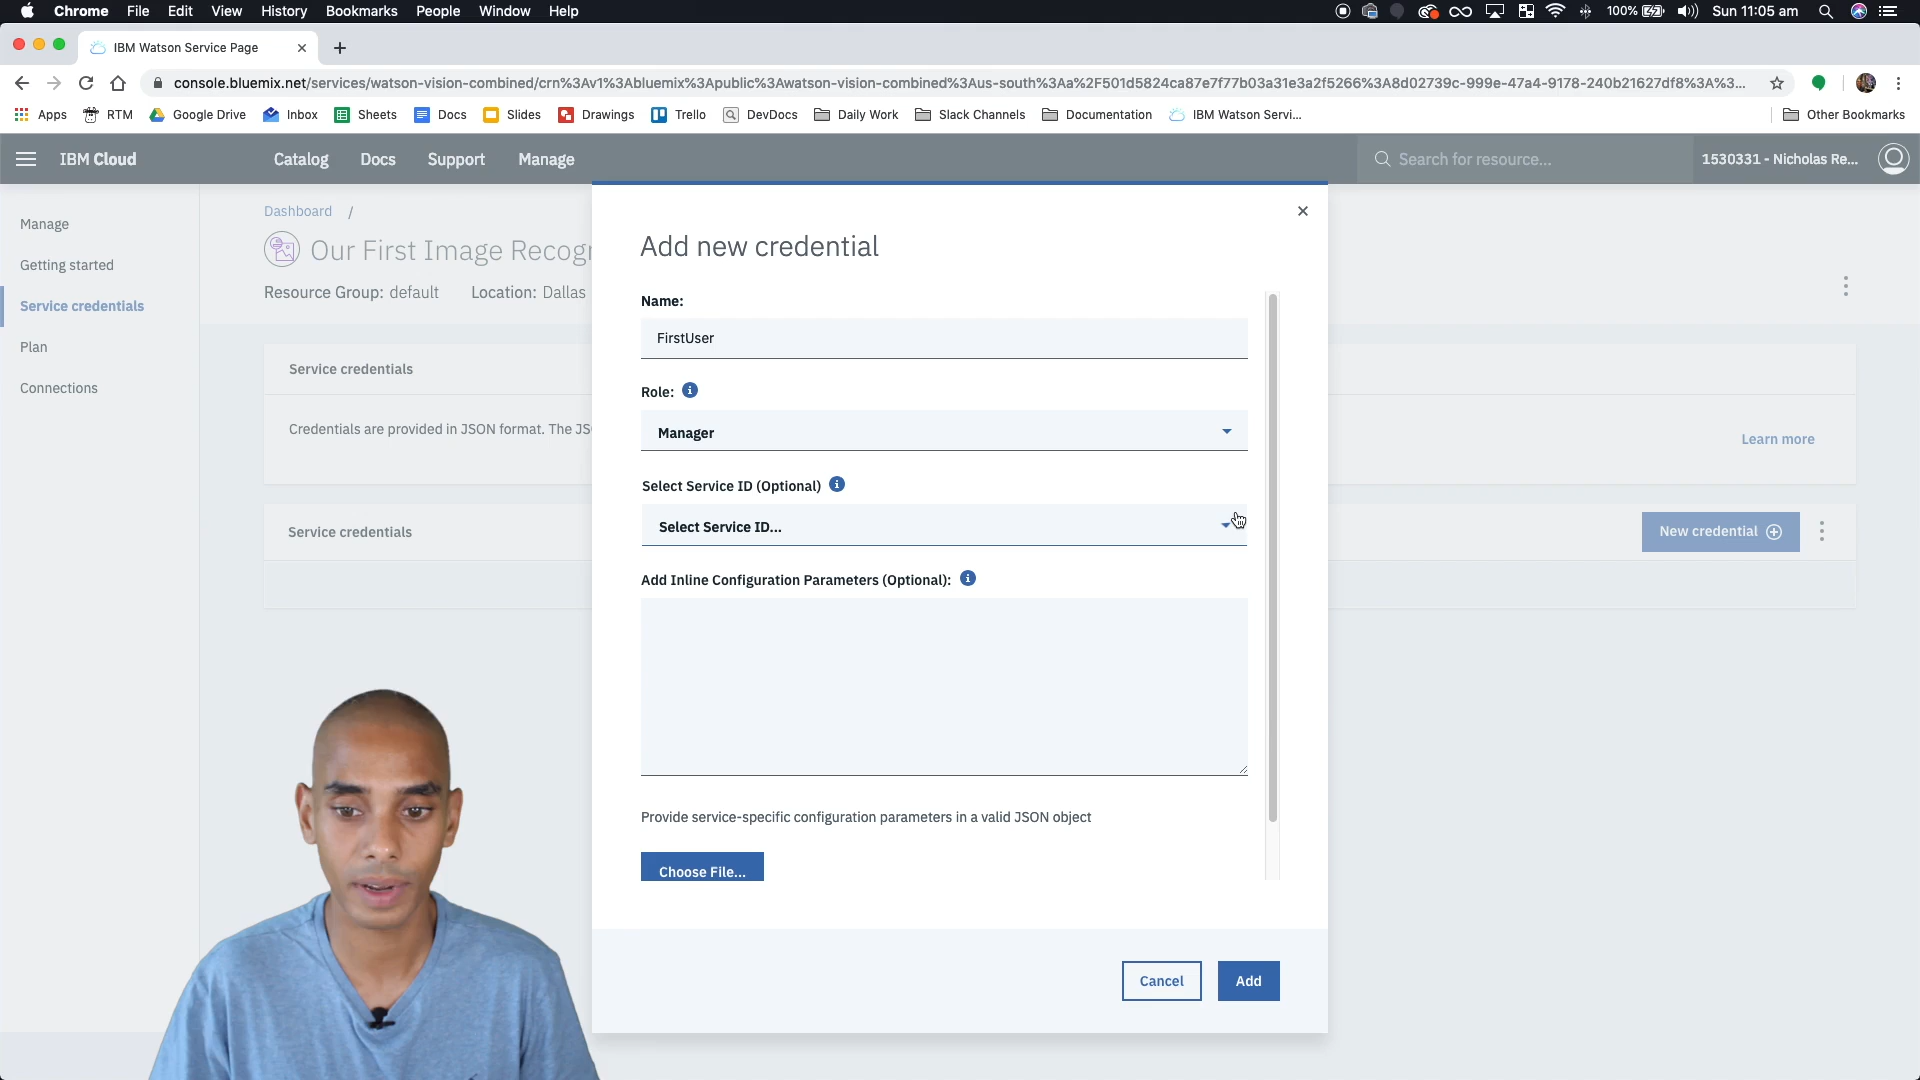 Chrome File Edit View History Bookmarks People Window Help 100% Sun 11:05 am
IBM Watson Service Page
console.bluemix.net/services/watson-vision-combined/crn%3Av1%3Abluemix%3Apublic%3Awatson-vision-combined%3Aus-south%3Aa%2F501d5824ca87e7f77b03a31e3a2f5266%3A8d02739c-999e-47a4-9178-240b21627df8%3A%3...
Apps RTM Google Drive Inbox Sheets Docs Slides Drawings Trello DevDocs Daily Work Slack Channels Documentation IBM Watson Servi... Other Bookmarks
IBM Cloud Catalog Docs Support Manage Search for resource... 1530331 - Nicholas Re...
Manage
Getting started
Service credentials
Plan
Connections
Dashboard /
Our First Image Recogn
Resource Group: default Location: Dallas
Service credentials
Credentials are provided in JSON format. The JS
Learn more
Service credentials
New credential
Add new credential
Name:
FirstUser
Role:
Manager
Select Service ID (Optional)
Select Service ID...
Add Inline Configuration Parameters (Optional):
Provide service-specific configuration parameters in a valid JSON object
Choose File...
Cancel Add